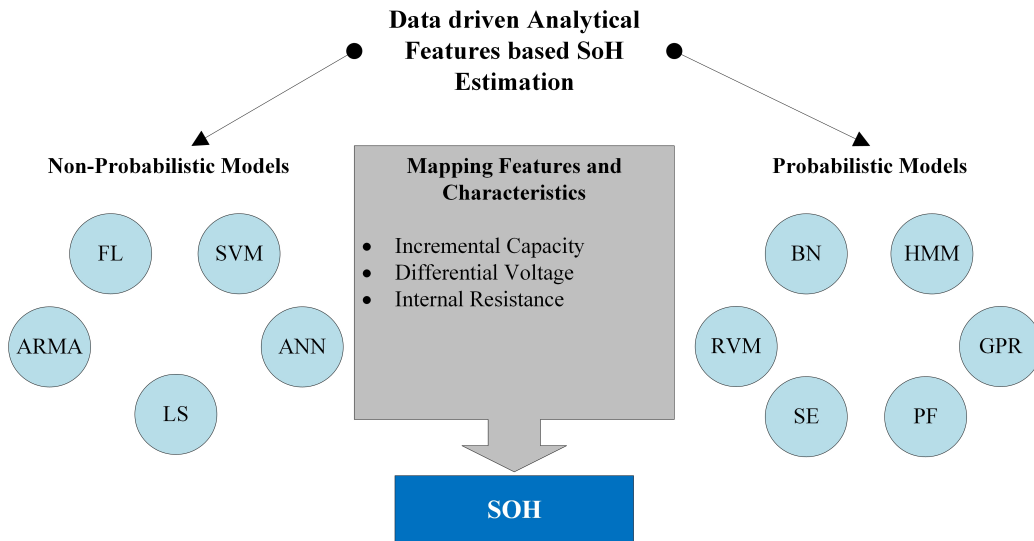 Data driven Analytical
Features based SoH
Estimation
Non-Probabilistic Models
FL
SVM
ARMA
ANN
LS
Mapping Features and
Characteristics
• Incremental Capacity
• Differential Voltage
• Internal Resistance
SOH
Probabilistic Models
BN
HMM
RVM
GPR
SE
PF